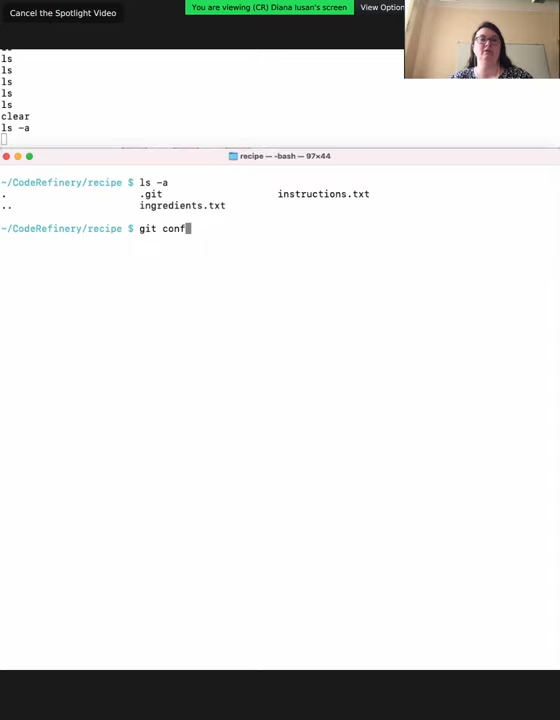 Cancel the Spotlight Video
You are viewing (CR) Diana Iusan's screen
View Option
ls
ls
ls
ls
ls
clear
ls -a
recipe — -bash — 97×44
~/CodeRefinery/recipe $ ls -a
. .git instructions.txt
.. ingredients.txt
~/CodeRefinery/recipe $ git conf